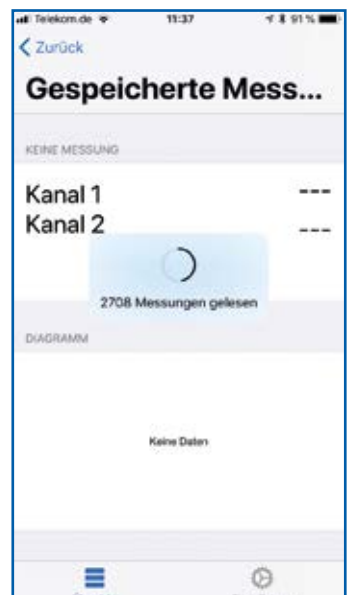 Telekom.de 11:37 91 %
Zurück
Gespeicherte Mess...
KEINE MESSUNG
Kanal 1 ---
Kanal 2 ---
2708 Messungen gelesen
DIAGRAMM
Keine Daten